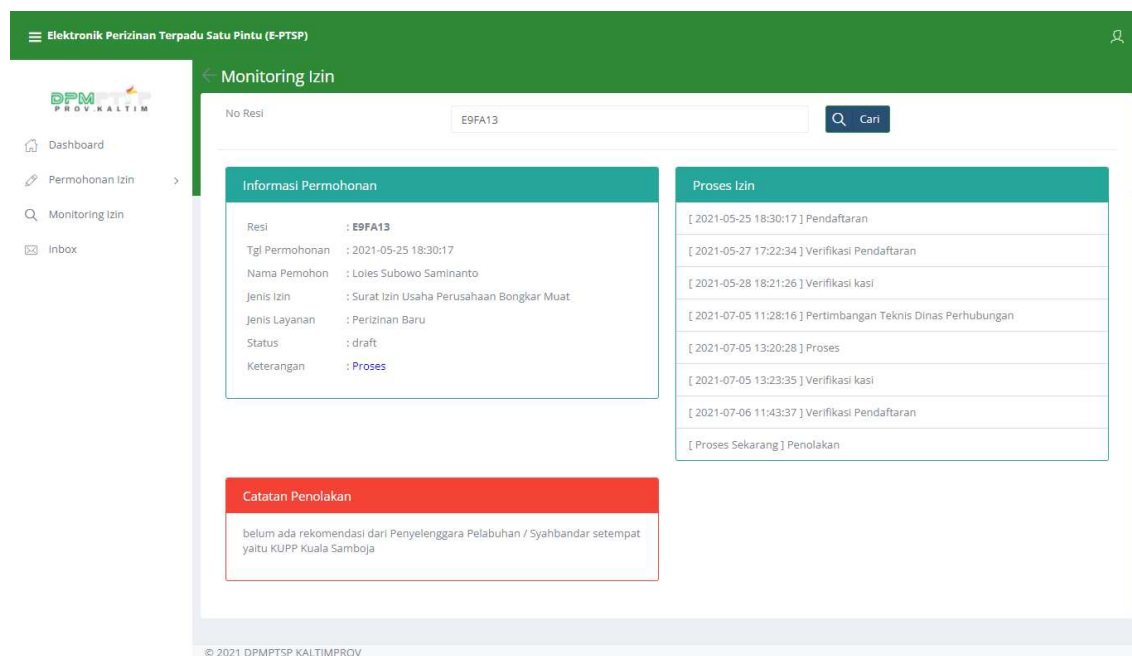 Elektronik Perizinan Terpadu Satu Pintu (E-PTSP)
DPMPTSP
PROV.KALTIM
Dashboard
Permohonan Izin
Monitoring Izin
Inbox
Monitoring Izin
No Resi
E9FA13
Cari
Informasi Permohonan
Resi : E9FA13
Tgl Permohonan : 2021-05-25 18:30:17
Nama Pemohon : Loies Subowo Saminanto
Jenis Izin : Surat Izin Usaha Perusahaan Bongkar Muat
Jenis Layanan : Perizinan Baru
Status : draft
Keterangan : Proses
Proses Izin
[ 2021-05-25 18:30:17 ] Pendaftaran
[ 2021-05-27 17:22:34 ] Verifikasi Pendaftaran
[ 2021-05-28 18:21:26 ] Verifikasi kasi
[ 2021-07-05 11:28:16 ] Pertimbangan Teknis Dinas Perhubungan
[ 2021-07-05 13:20:28 ] Proses
[ 2021-07-05 13:23:35 ] Verifikasi kasi
[ 2021-07-06 11:43:37 ] Verifikasi Pendaftaran
[ Proses Sekarang ] Penolakan
Catatan Penolakan
belum ada rekomendasi dari Penyelenggara Pelabuhan / Syahbandar setempat
yaitu KUPP Kuala Samboja
© 2021 DPMPTSP KALTIMPROV